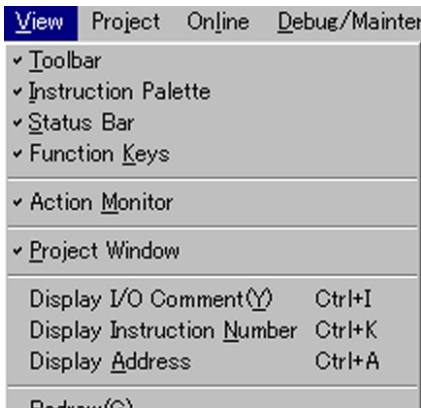 View Project Online Debug/Mainter
✓ Toolbar
✓ Instruction Palette
✓ Status Bar
✓ Function Keys
✓ Action Monitor
✓ Project Window
Display I/O Comment(Y) Ctrl+I
Display Instruction Number Ctrl+K
Display Address Ctrl+A